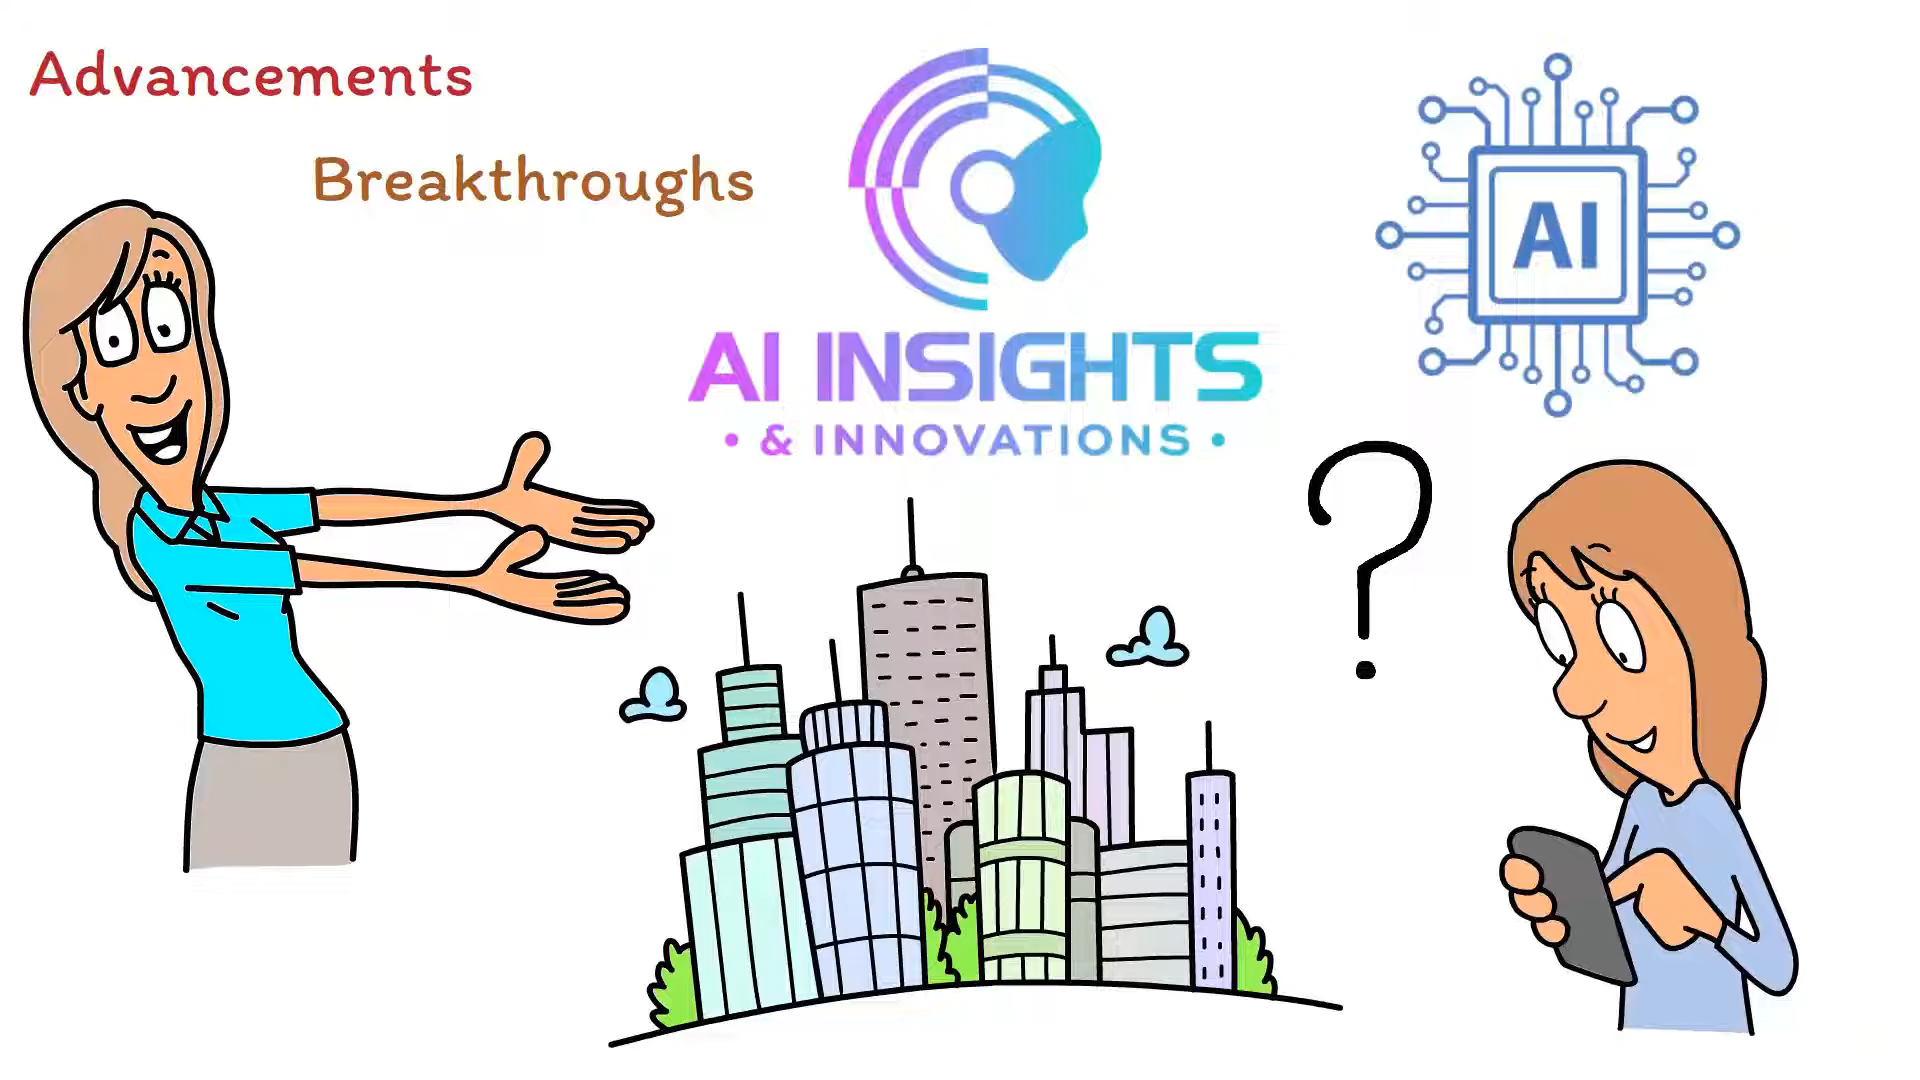 Advancements
Breakthroughs
AI INSIGHTS
• & INNOVATIONS •
AI
?